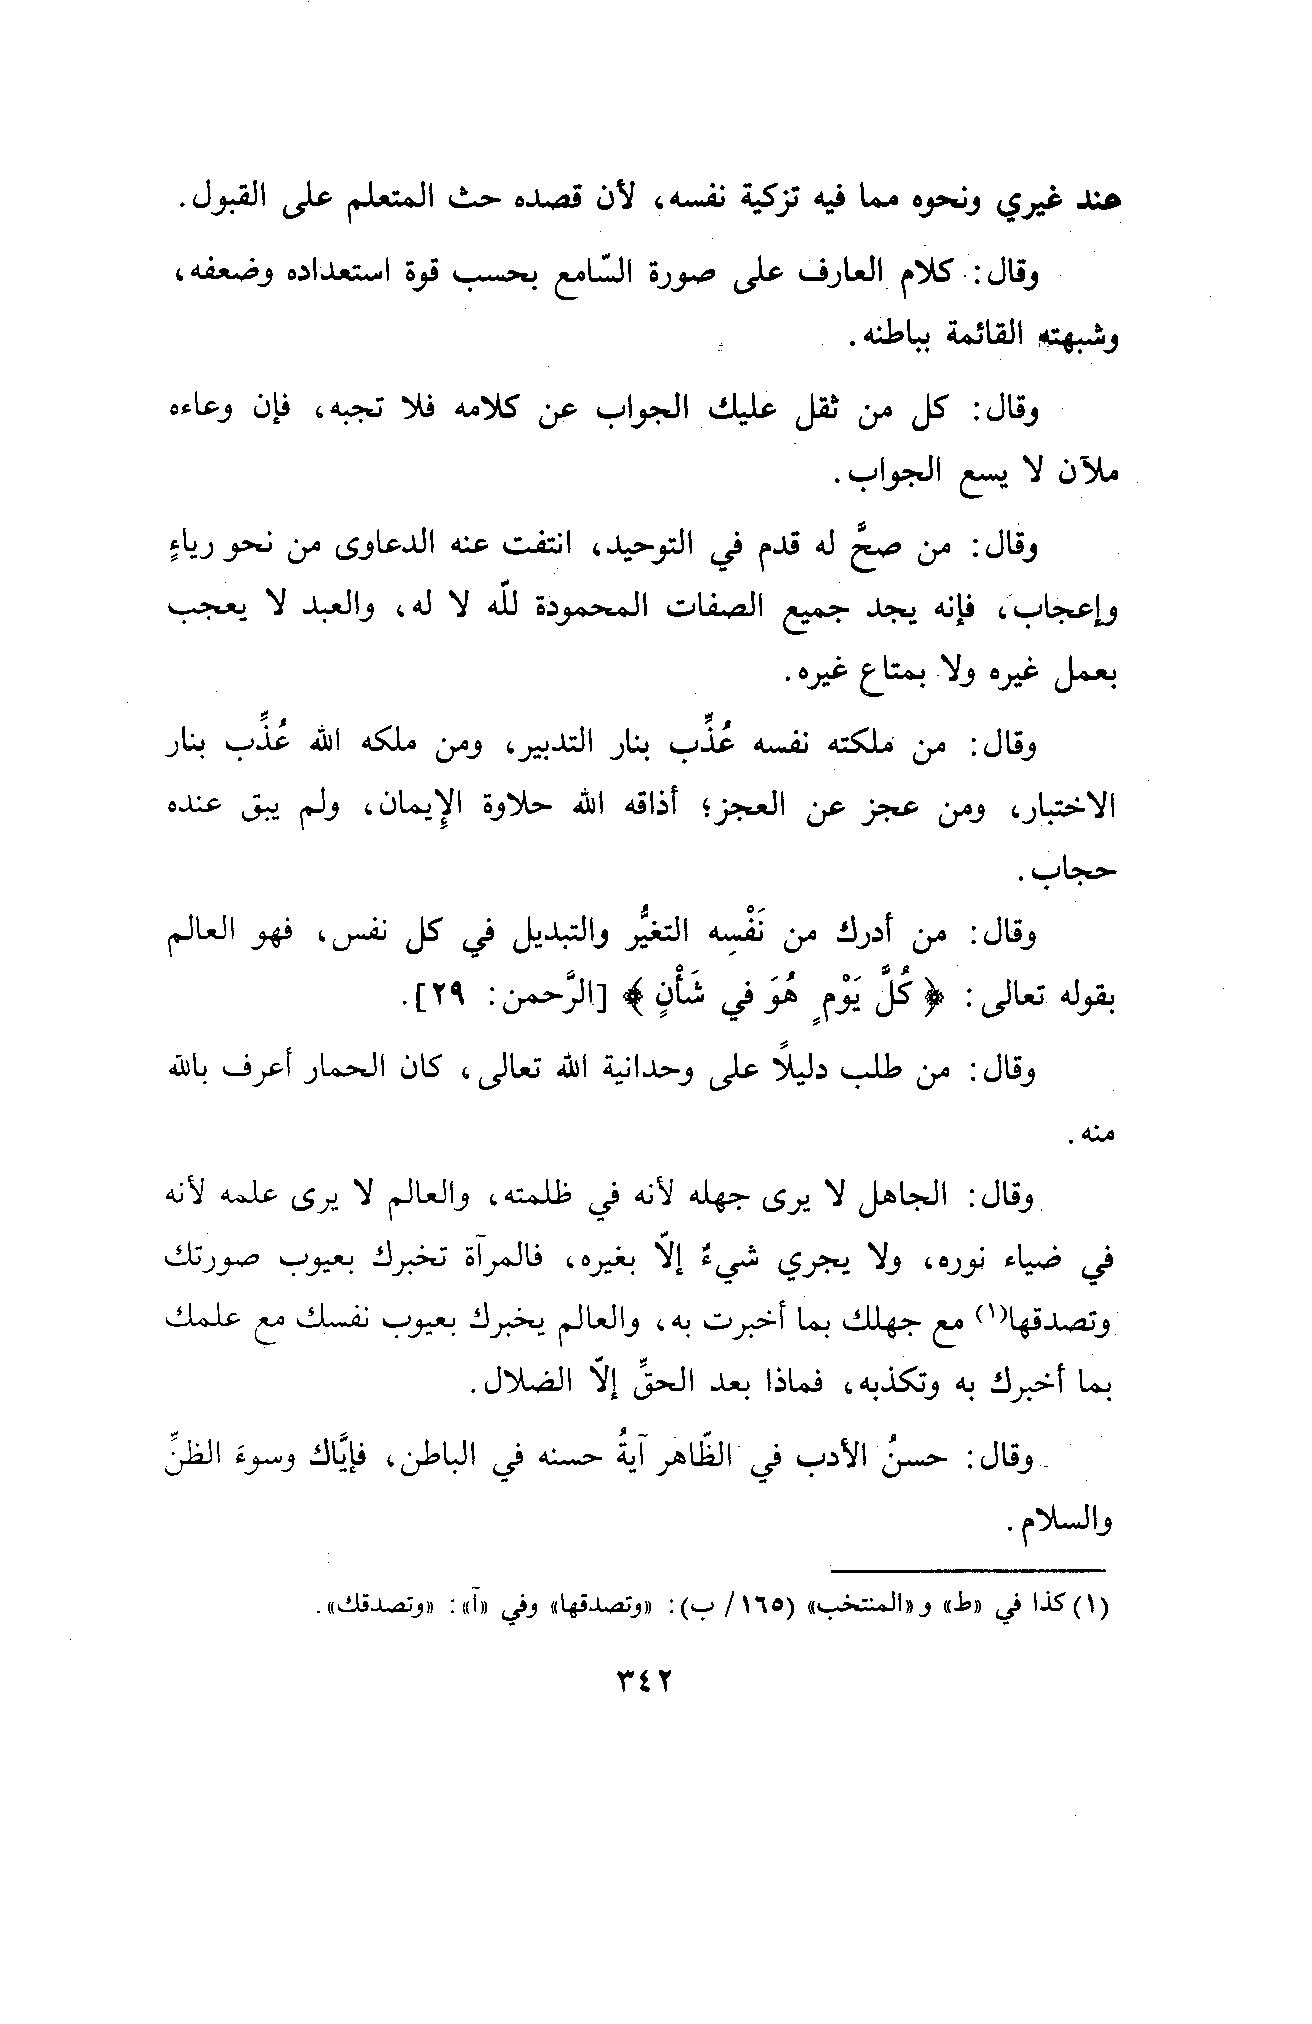 عند غيري ونحوه مما فيه تزكية نفسه، لأن قصده حث المتعلم على القبول.
وقال: كلام العارف على صورة السّامع بحسب قوة استعداده وضعفه،
وشبهته القائمة بباطنه.
وقال: كل من ثقل عليك الجواب عن كلامه فلا تجبه، فإن وعاءه
ملآن لا يسع الجواب.
وقال: من صحَّ له قدم في التوحيد، انتفت عنه الدعاوى من نحو رياءٍ
وإعجاب، فإنه يجد جميع الصفات المحمودة للّه لا له، والعبد لا يعجب
بعمل غيره ولا بمتاع غيره.
وقال: من ملكته نفسه عُذِّب بنار التدبير، ومن ملكه الله عُذِّب بنار
الاختبار، ومن عجز عن العجز؛ أذاقه الله حلاوة الإيمان، ولم يبق عنده
حجاب.
وقال: من أدرك من نَفْسِه التغيُّر والتبديل في كل نفس، فهو العالم
بقوله تعالى: ﴿ كُلَّ يَوْمٍ هُوَ في شَأْنٍ ﴾ [الرَّحمن: ٢٩].
وقال: من طلب دليلاً على وحدانية الله تعالى، كان الحمار أعرف بالله
منه.
وقال: الجاهل لا يرى جهله لأنه في ظلمته، والعالم لا يرى علمه لأنه
في ضياء نوره، ولا يجري شيءٌ إلاّ بغيره، فالمرآة تخبرك بعيوب صورتك
وتصدقها(١) مع جهلك بما أخبرت به، والعالم يخبرك بعيوب نفسك مع علمك
بما أخبرك به وتكذبه، فماذا بعد الحقِّ إلاّ الضلال.
وقال: حسنُ الأدب في الظّاهر آيةُ حسنه في الباطن، فإيَّاك وسوءَ الظنِّ
والسلام.
(١) كذا في «ط» و«المنتخب» (١٦٥/ ب): «وتصدقها» وفي «أ»: «وتصدقك».
٣٤٢